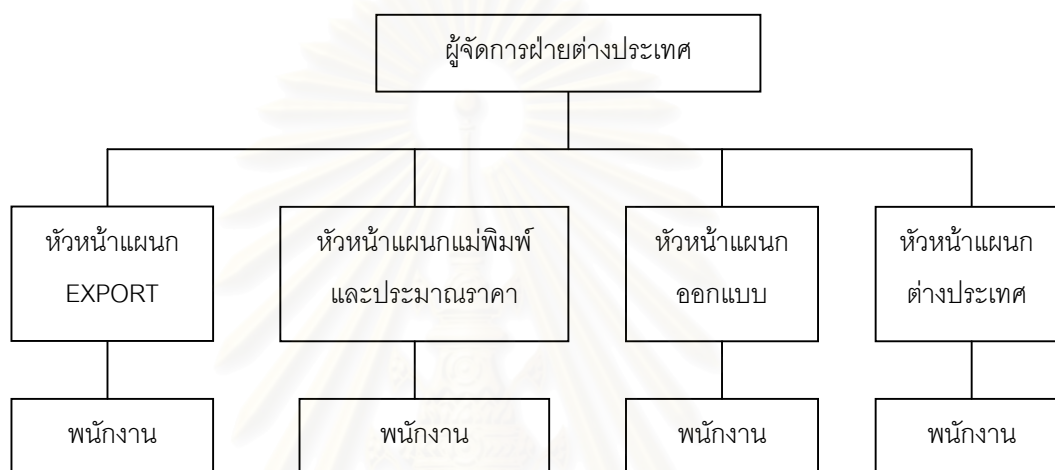 ผู้จัดการฝ่ายต่างประเทศ
หัวหน้าแผนก
EXPORT
หัวหน้าแผนกแม่พิมพ์
และประมาณราคา
หัวหน้าแผนก
ออกแบบ
หัวหน้าแผนก
ต่างประเทศ
พนักงาน
พนักงาน
พนักงาน
พนักงาน